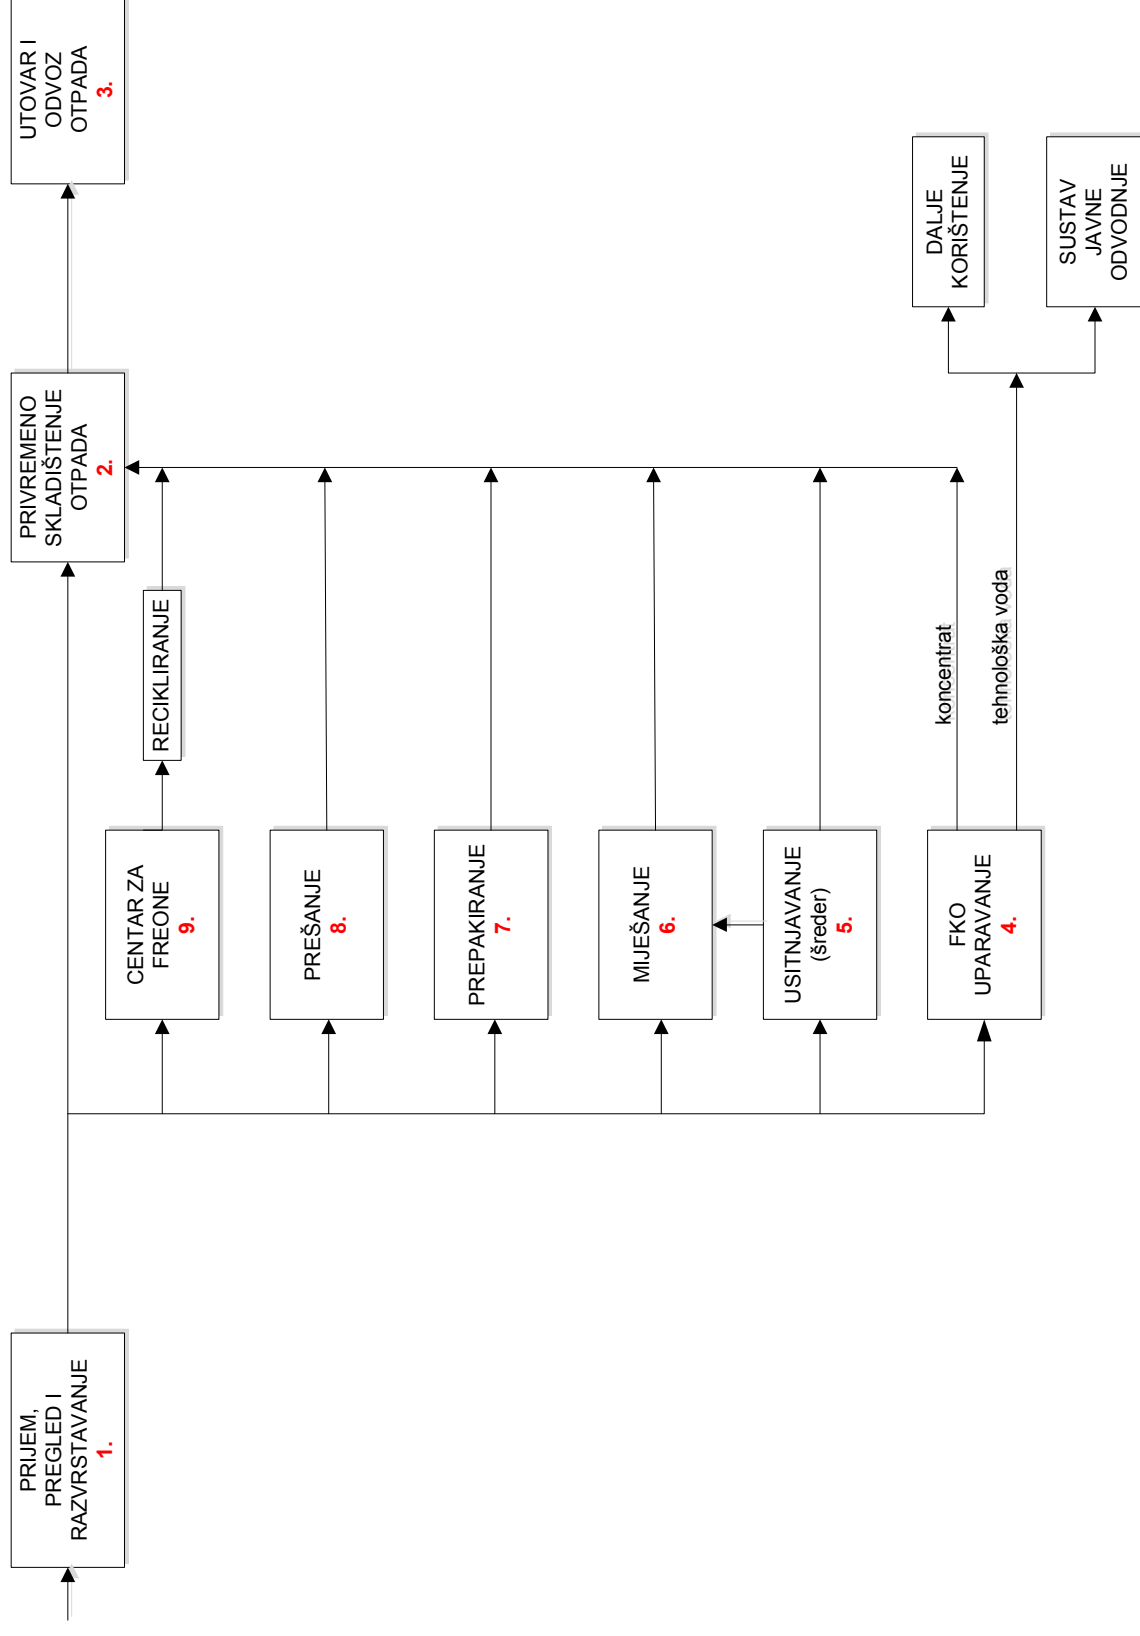 PRIJEM,
PREGLED I
RAZVRSTAVANJE
1.
PRIVREMENO
SKLADIŠTENJE
OTPADA
2.
UTOVAR I
ODVOZ
OTPADA
3.
CENTAR ZA
FREONE
9.
RECIKLIRANJE
PREŠANJE
8.
PREPAKIRANJE
7.
MIJEŠANJE
6.
USITNJAVANJE
(šreder)
5.
FKO
UPARAVANJE
4.
koncentrat
tehnološka voda
DALJE
KORIŠTENJE
SUSTAV
JAVNE
ODVODNJE